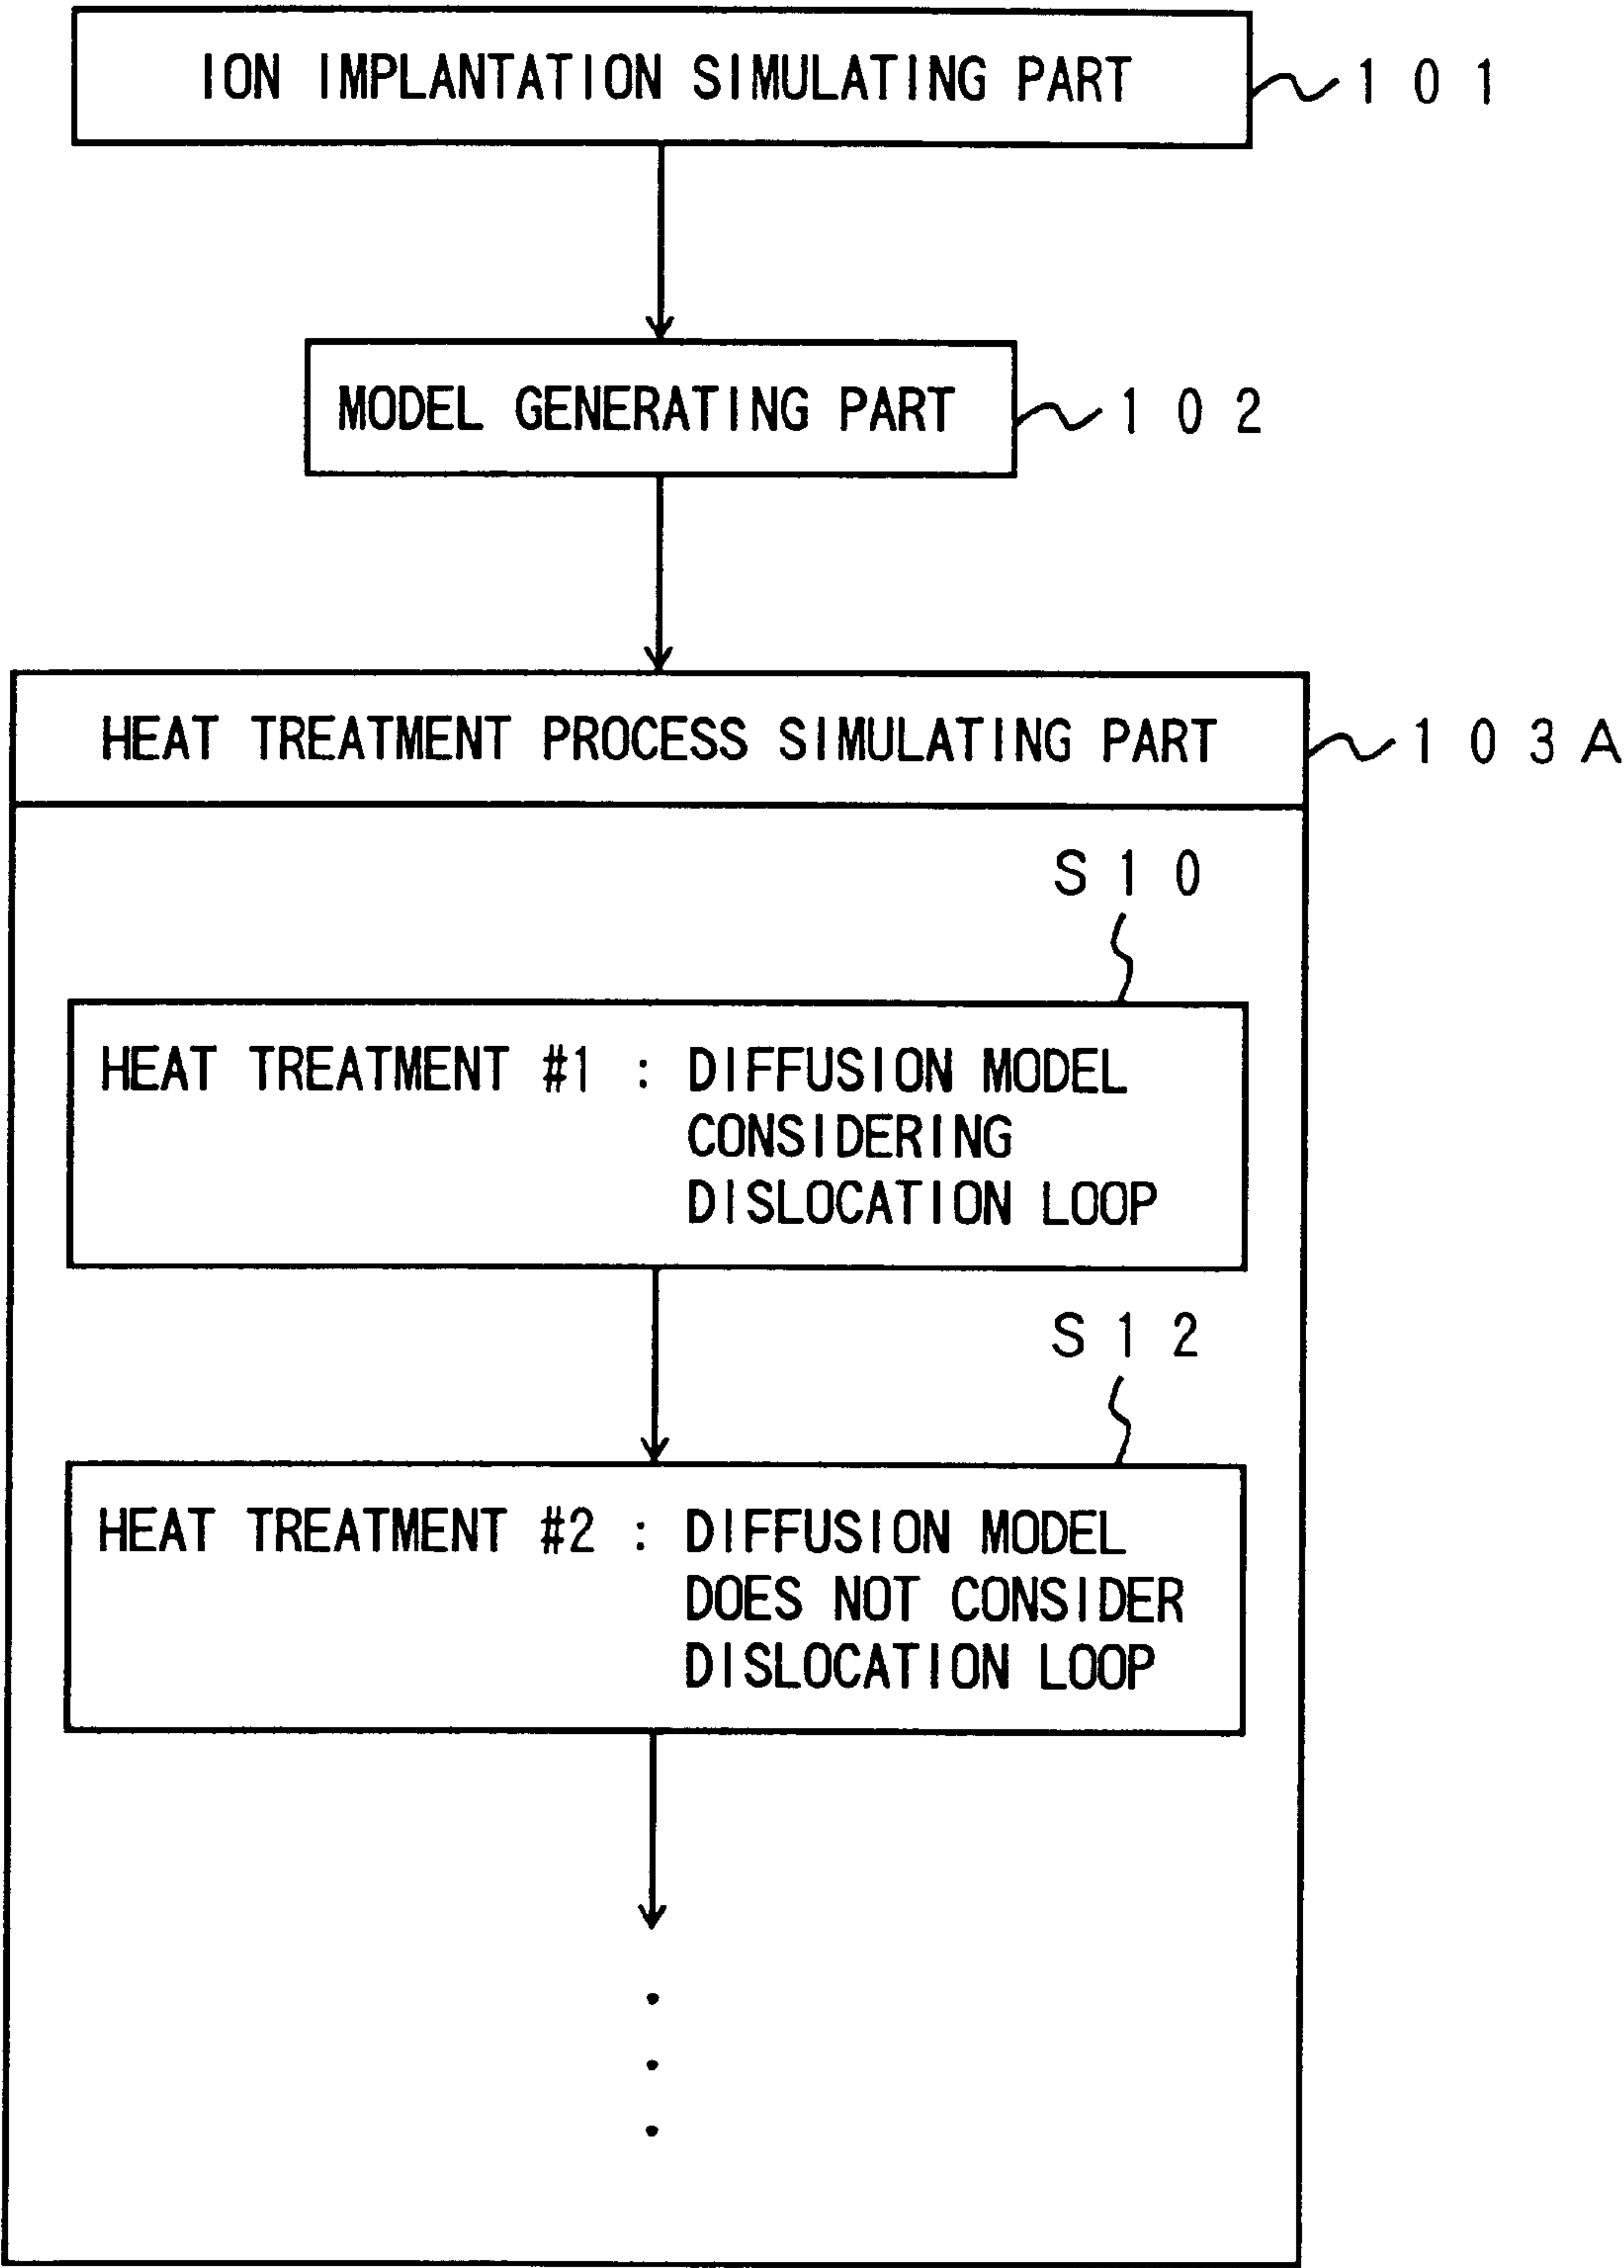 ION IMPLANTATION SIMULATING PART
101
MODEL GENERATING PART
102
HEAT TREATMENT PROCESS SIMULATING PART
103A
S10
HEAT TREATMENT #1 : DIFFUSION MODEL
CONSIDERING
DISLOCATION LOOP
S12
HEAT TREATMENT #2 : DIFFUSION MODEL
DOES NOT CONSIDER
DISLOCATION LOOP